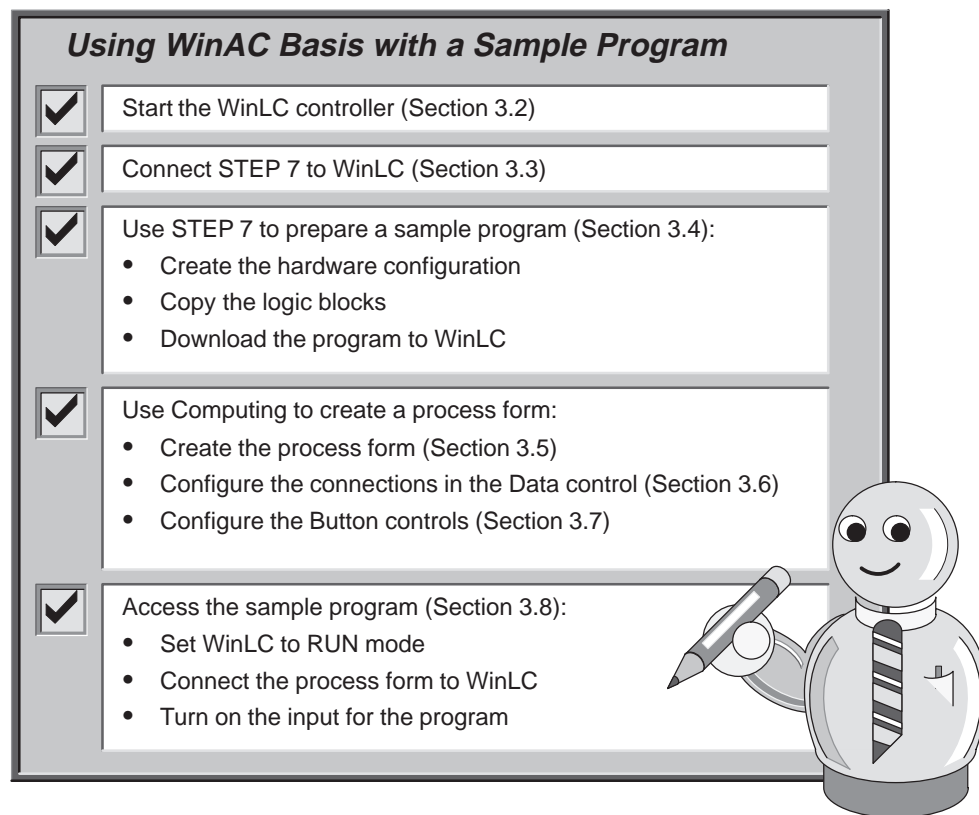 Using WinAC Basis with a Sample Program
Start the WinLC controller (Section 3.2)
Connect STEP 7 to WinLC (Section 3.3)
Use STEP 7 to prepare a sample program (Section 3.4):
• Create the hardware configuration
• Copy the logic blocks
• Download the program to WinLC
Use Computing to create a process form:
• Create the process form (Section 3.5)
• Configure the connections in the Data control (Section 3.6)
• Configure the Button controls (Section 3.7)
Access the sample program (Section 3.8):
• Set WinLC to RUN mode
• Connect the process form to WinLC
• Turn on the input for the program